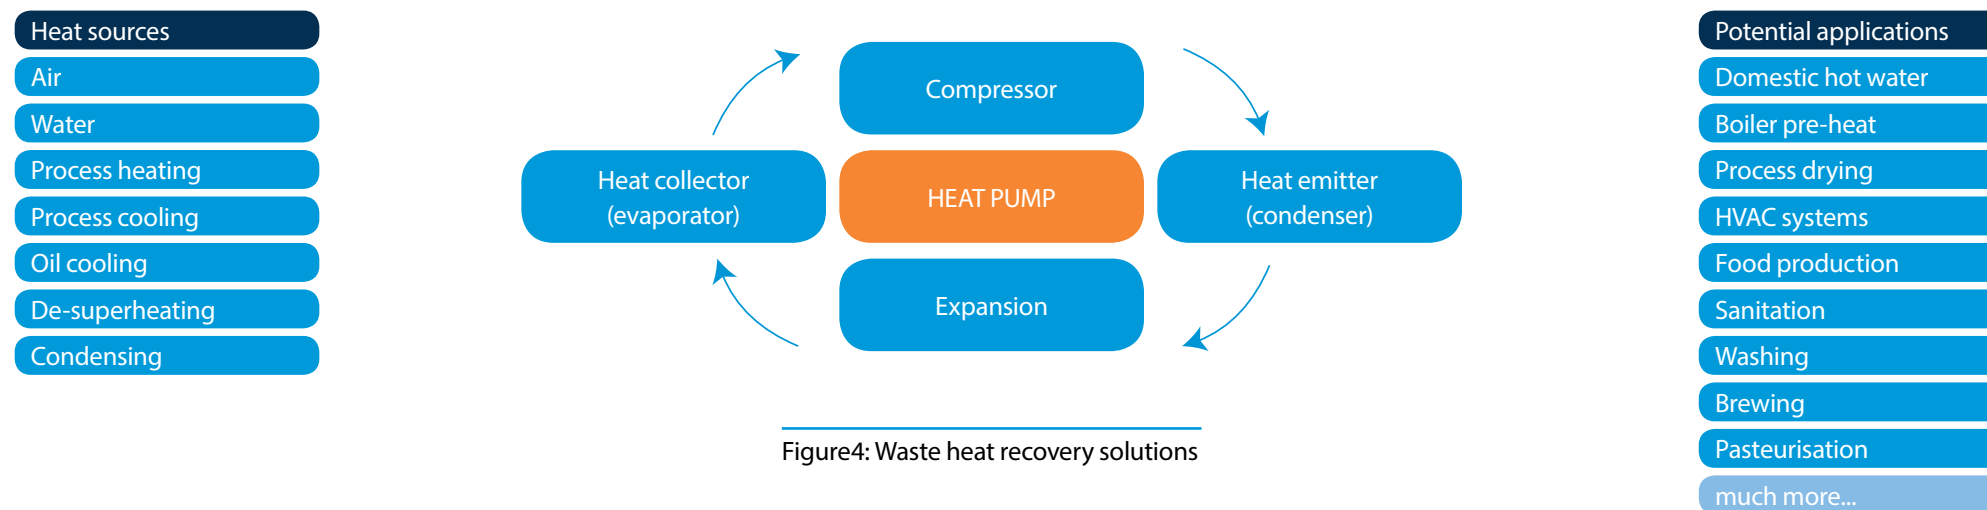 Heat sources
Air
Water
Process heating
Process cooling
Oil cooling
De-superheating
Condensing
Compressor
Heat collector
(evaporator)
HEAT PUMP
Heat emitter
(condenser)
Expansion
Figure4: Waste heat recovery solutions
Potential applications
Domestic hot water
Boiler pre-heat
Process drying
HVAC systems
Food production
Sanitation
Washing
Brewing
Pasteurisation
much more...